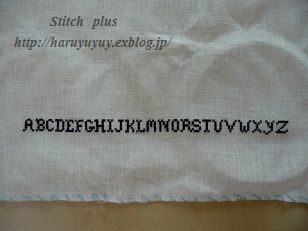 Stitch plus
http://haruyuyuy.exblog.jp/
ABCDEFGHIJKLMNORSTUVWXYZ